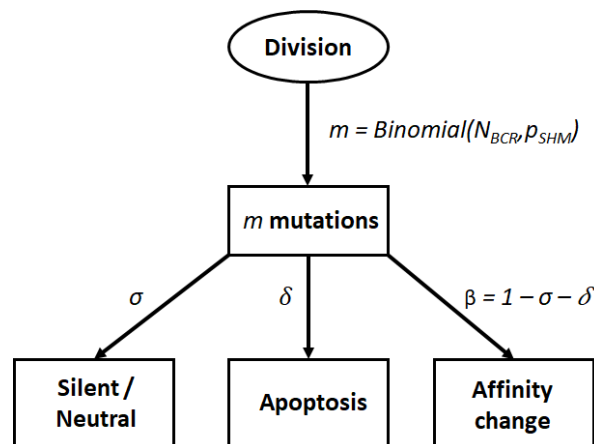 Division
m = Binomial(N_BCR,p_SHM)
m mutations
σ
δ
β = 1 – σ – δ
Silent /
Neutral
Apoptosis
Affinity
change